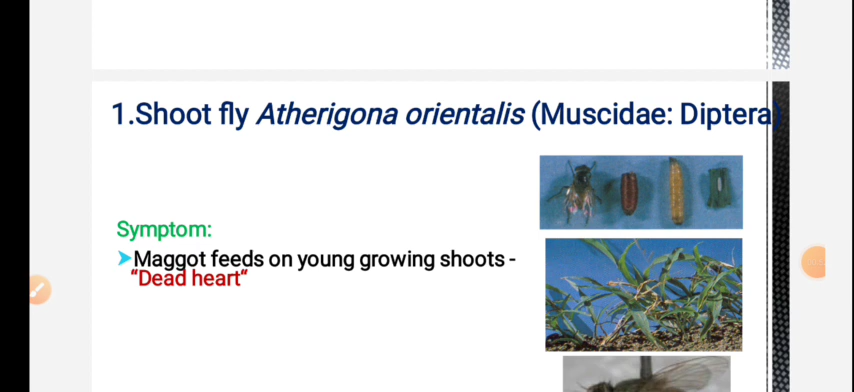 1.Shoot fly Atherigona orientalis (Muscidae: Diptera)
Symptom:
➤Maggot feeds on young growing shoots -
“Dead heart“